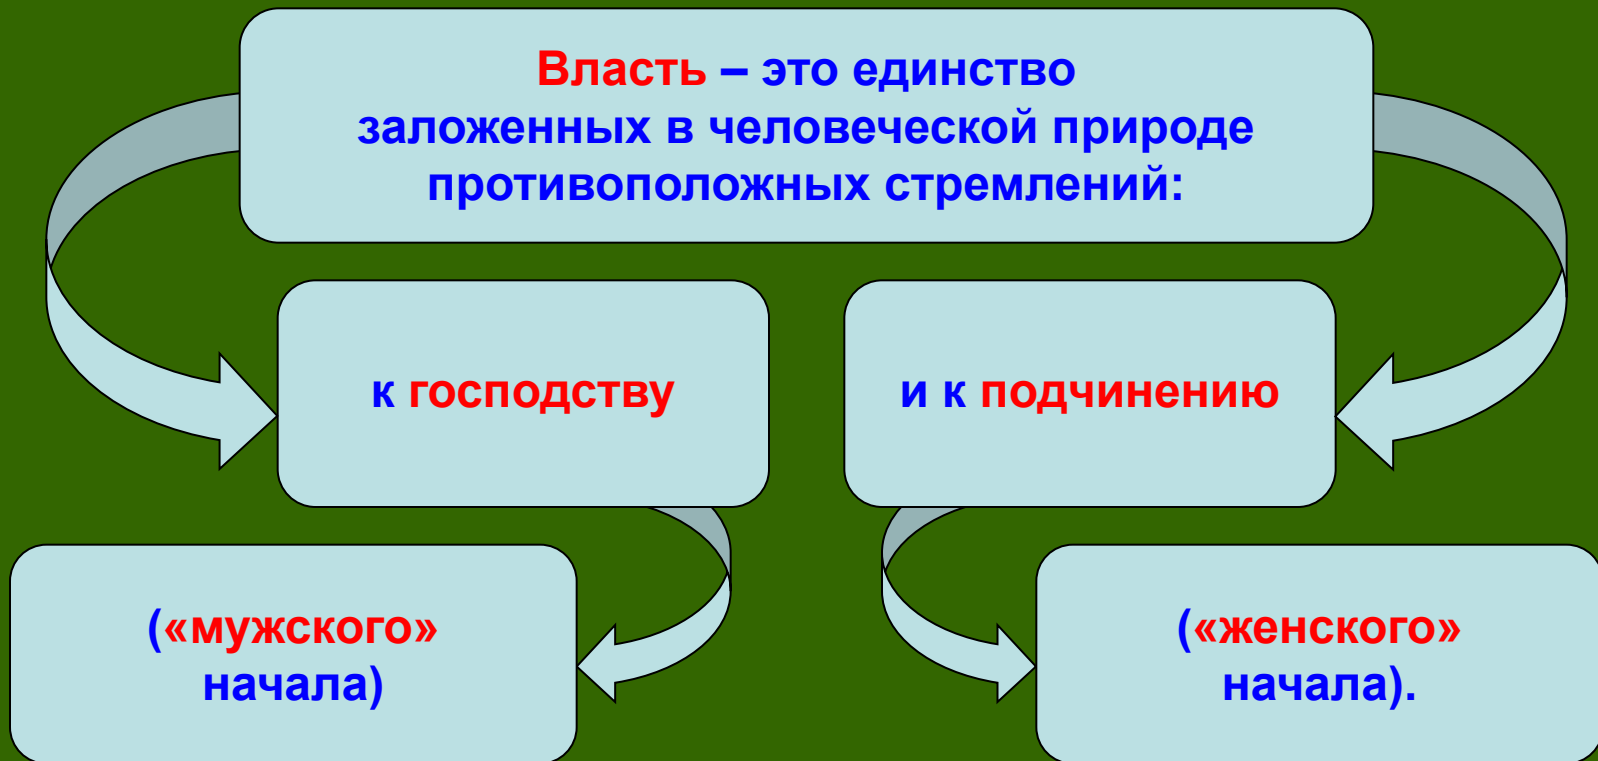 Власть – это единство
заложенных в человеческой природе
противоположных стремлений:
к господству
и к подчинению
(«мужского»
начала)
(«женского»
начала).